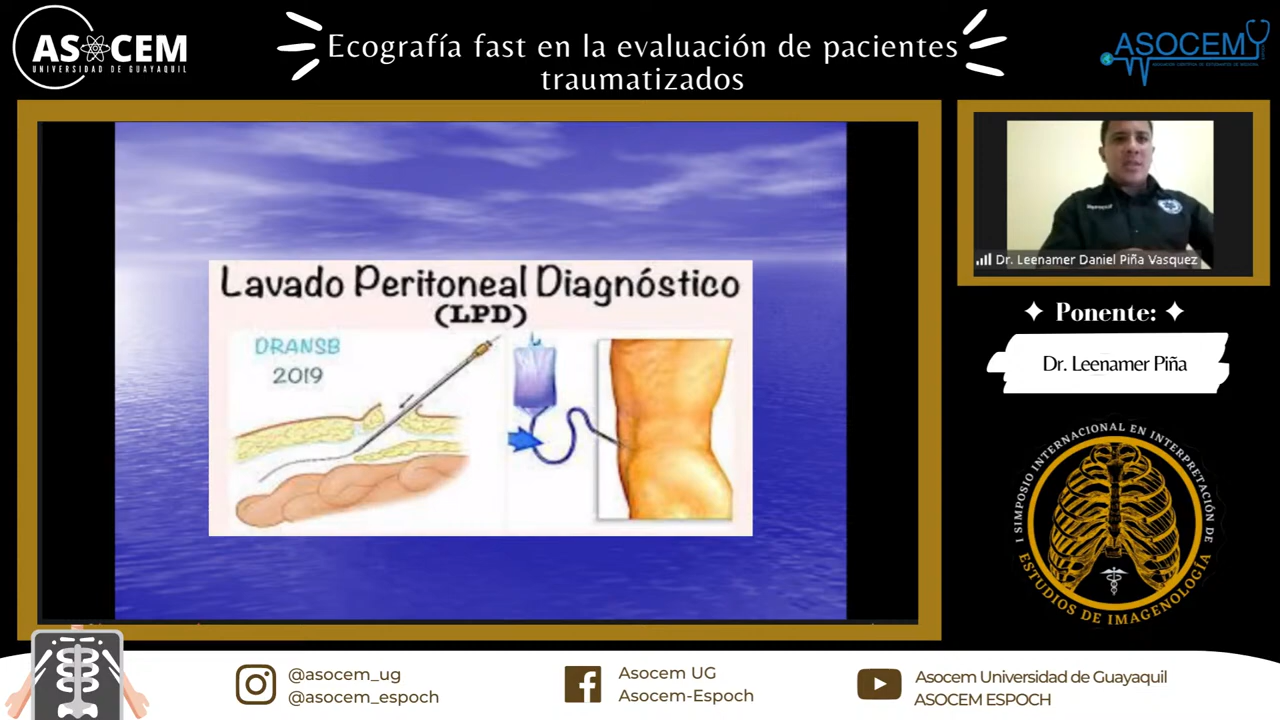 ASOCEM
UNIVERSIDAD DE GUAYAQUIL
Ecografía fast en la evaluación de pacientes
traumatizados
ASOCEM
Lavado Peritoneal Diagnóstico
(LPD)
DRANSB
2019
Dr. Leenamer Daniel Piña Vasquez
Ponente:
Dr. Leenamer Piña
I SIMPOSIO INTERNACIONAL EN INTERPRETACIÓN DE
ESTUDIOS DE IMAGENOLOGÍA
@asocem_ug
@asocem_espoch
Asocem UG
Asocem-Espoch
Asocem Universidad de Guayaquil
ASOCEM ESPOCH